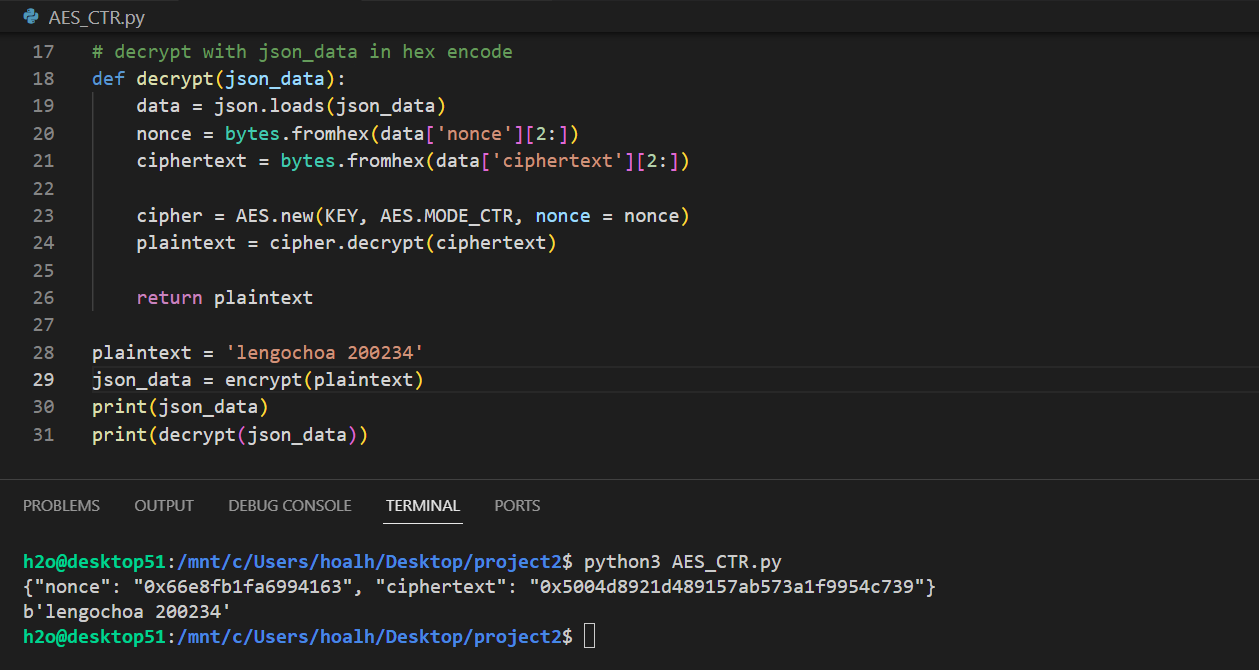 AES_CTR.py
17 # decrypt with json_data in hex encode
18 def decrypt(json_data):
19     data = json.loads(json_data)
20     nonce = bytes.fromhex(data['nonce'][2:])
21     ciphertext = bytes.fromhex(data['ciphertext'][2:])
22
23     cipher = AES.new(KEY, AES.MODE_CTR, nonce = nonce)
24     plaintext = cipher.decrypt(ciphertext)
25
26     return plaintext
27
28 plaintext = 'lengochoa 200234'
29 json_data = encrypt(plaintext)
30 print(json_data)
31 print(decrypt(json_data))
PROBLEMS OUTPUT DEBUG CONSOLE TERMINAL PORTS
h2o@desktop51:/mnt/c/Users/hoalh/Desktop/project2$ python3 AES_CTR.py
{"nonce": "0x66e8fb1fa6994163", "ciphertext": "0x5004d8921d489157ab573a1f9954c739"}
b'lengochoa 200234'
h2o@desktop51:/mnt/c/Users/hoalh/Desktop/project2$